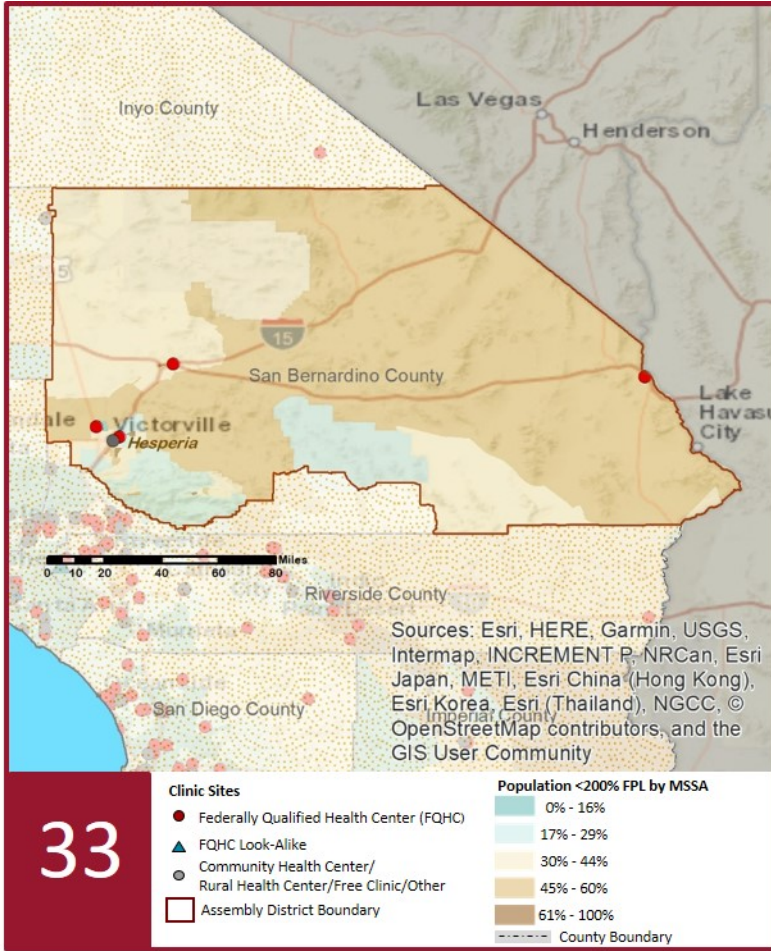 Inyo County
Las Vegas
Henderson
15
San Bernardino County
Victorville
Hesperia
Lake
City
Miles
0 10 20 40 60 80
Riverside County
San Diego County
Imperial County
Sources: Esri, HERE, Garmin, USGS,
Intermap, INCREMENT P, NRCan, Esri
Japan, METI, Esri China (Hong Kong),
Esri Korea, Esri (Thailand), NGCC, ©
OpenStreetMap contributors, and the
GIS User Community
33
Clinic Sites
Federally Qualified Health Center (FQHC)
FQHC Look-Alike
Community Health Center/
Rural Health Center/Free Clinic/Other
Assembly District Boundary
Population <200% FPL by MSSA
0% - 16%
17% - 29%
30% - 44%
45% - 60%
61% - 100%
County Boundary